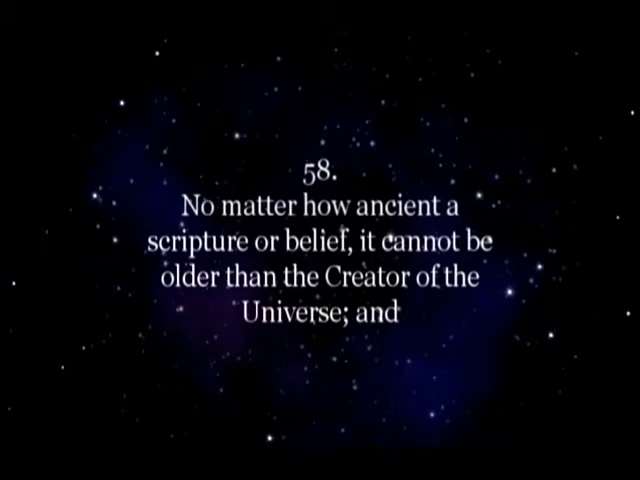 58.
No matter how ancient a
scripture or belief, it cannot be
older than the Creator of the
Universe; and